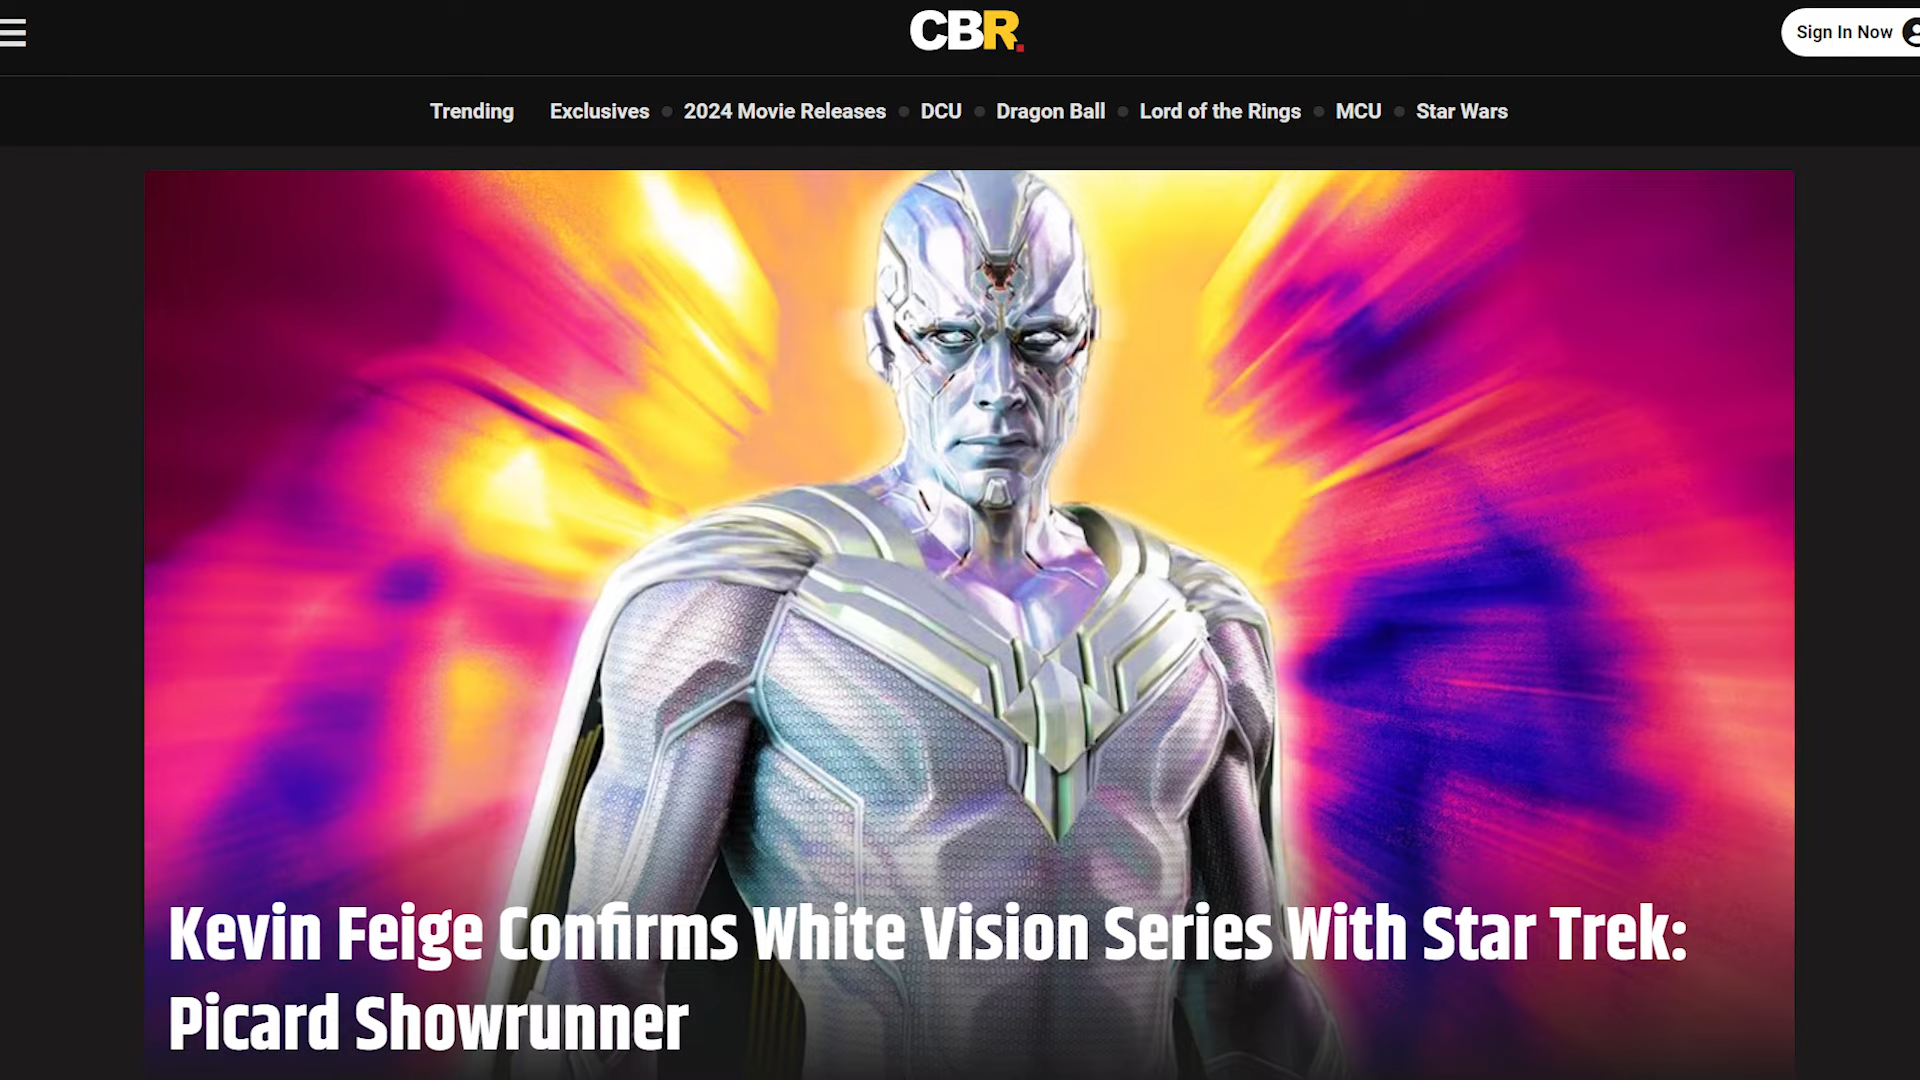 CBR.
Sign In Now
Trending Exclusives 2024 Movie Releases DCU Dragon Ball Lord of the Rings MCU Star Wars
Kevin Feige Confirms White Vision Series With Star Trek:
Picard Showrunner